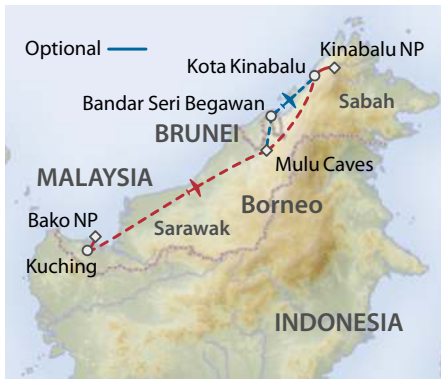 Optional
Kinabalu NP
Kota Kinabalu
Sabah
Bandar Seri Begawan
BRUNEI
Mulu Caves
MALAYSIA
Borneo
Bako NP
Sarawak
Kuching
INDONESIA